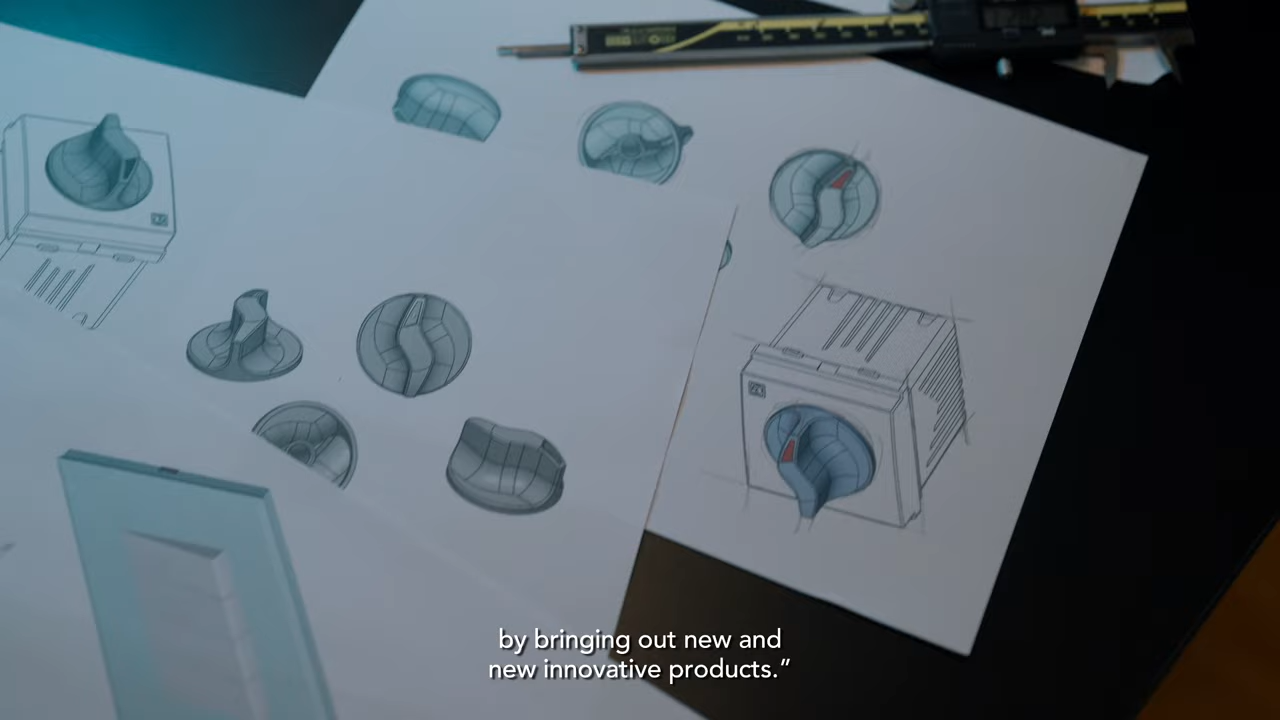 by bringing out new and
new innovative products.”